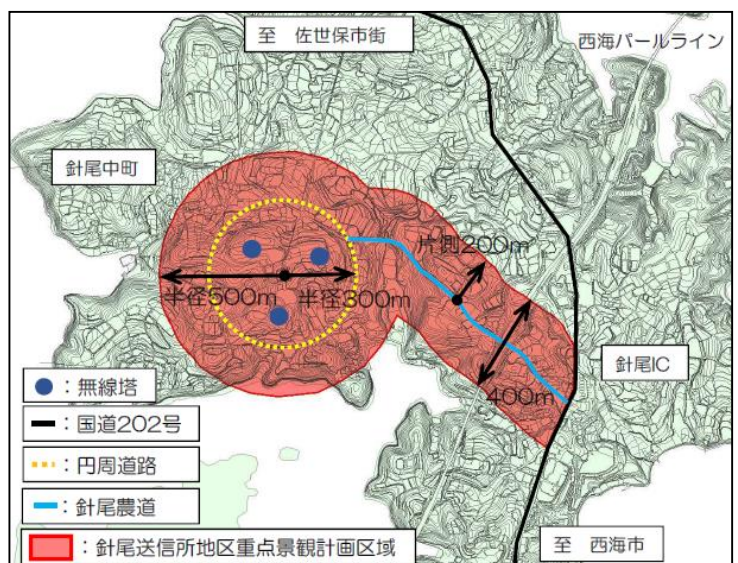 至 佐世保市街
西海パールライン
針尾中町
片側200m
半径500m
半径300m
針尾IC
400m
：無線塔
：国道202号
：円周道路
：針尾農道
：針尾送信所地区重点景観計画区域
至 西海市